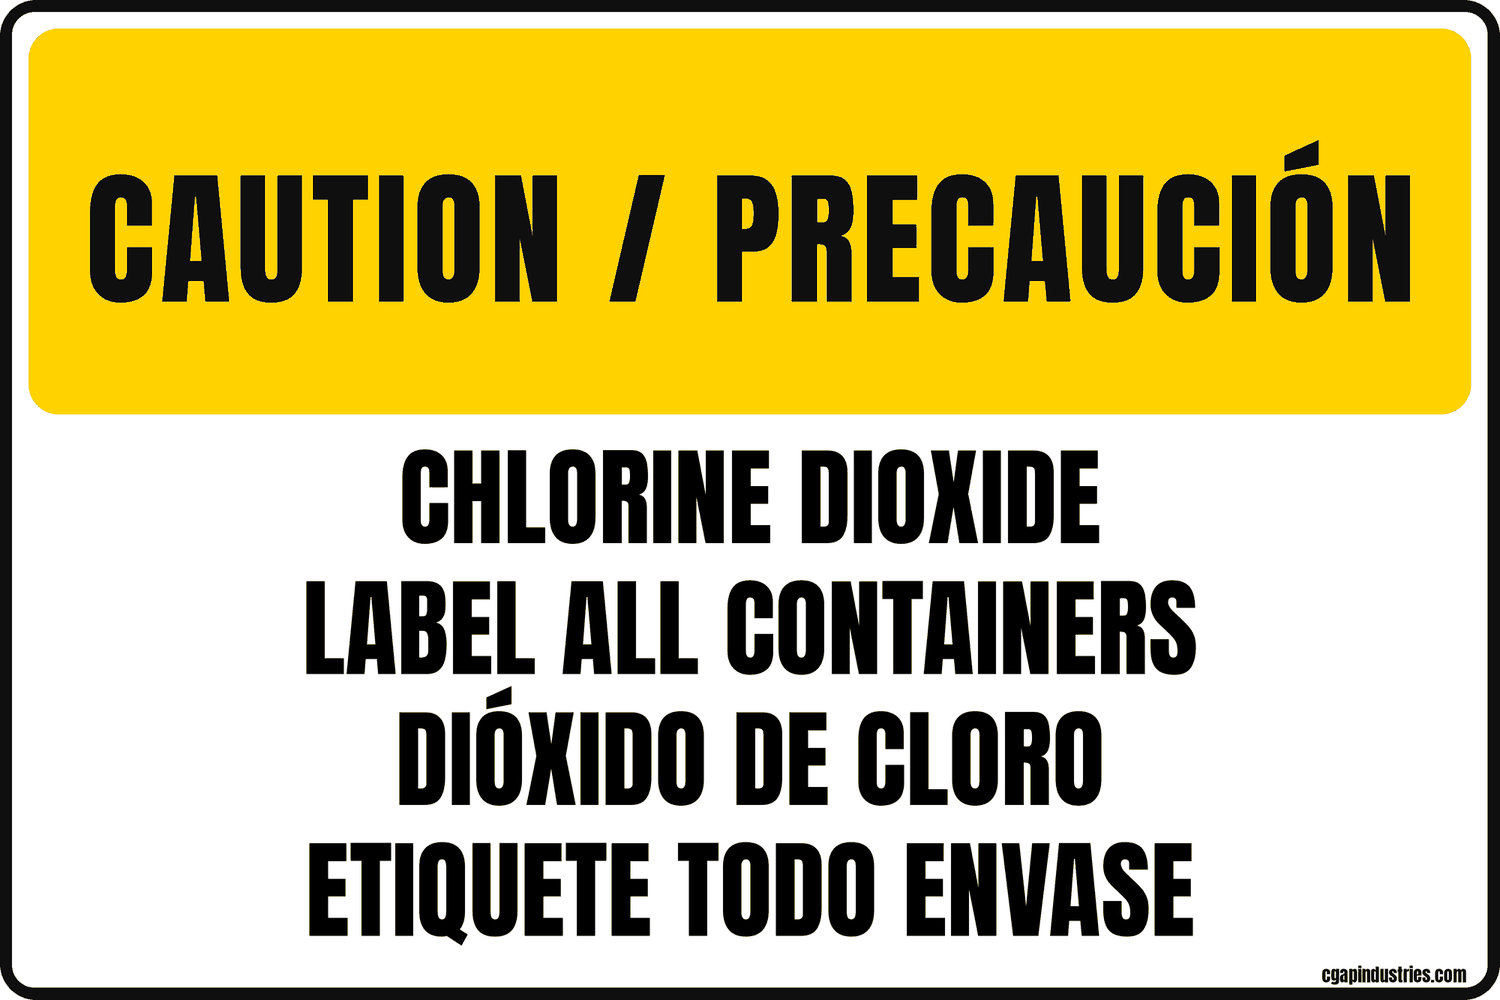 CAUTION / PRECAUCIÓN
CHLORINE DIOXIDE
LABEL ALL CONTAINERS
DIÓXIDO DE CLORO
ETIQUETE TODO ENVASE
cgapindustries.com